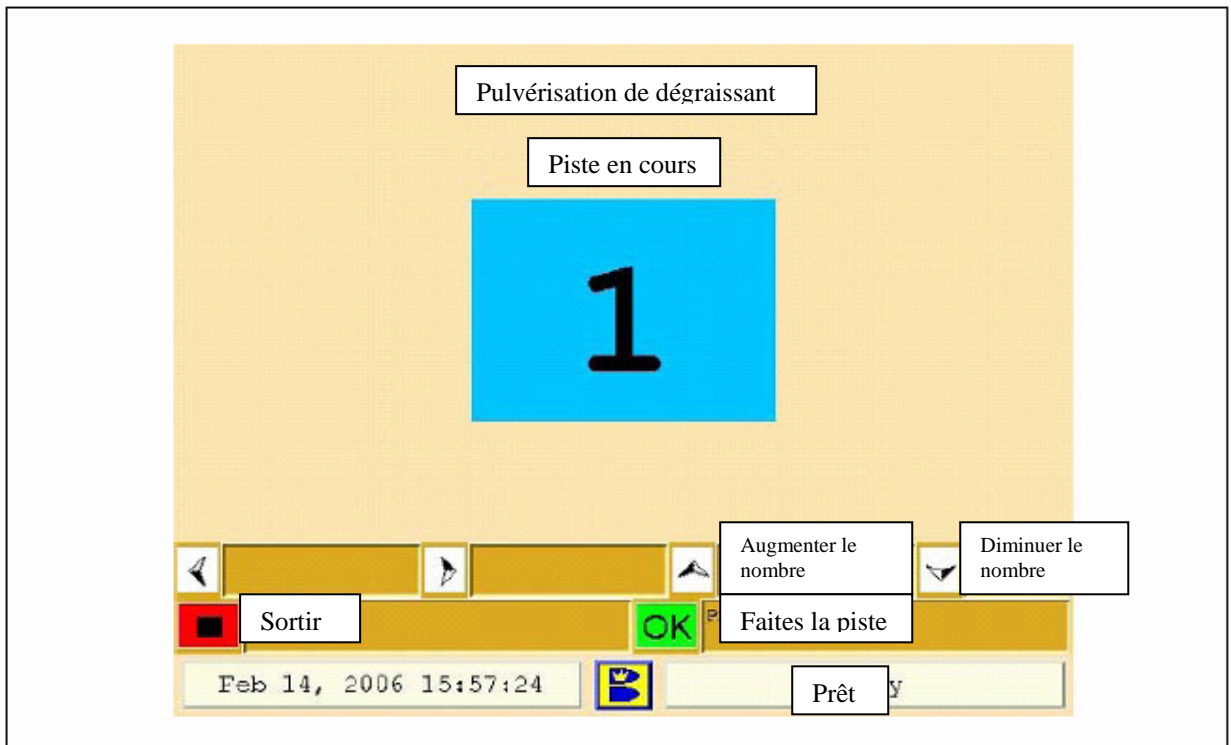 Pulvérisation de dégraissant
Piste en cours
1
Augmenter le nombre
Diminuer le nombre
Sortir
OK
Faites la piste
Feb 14, 2006 15:57:24
Prêt